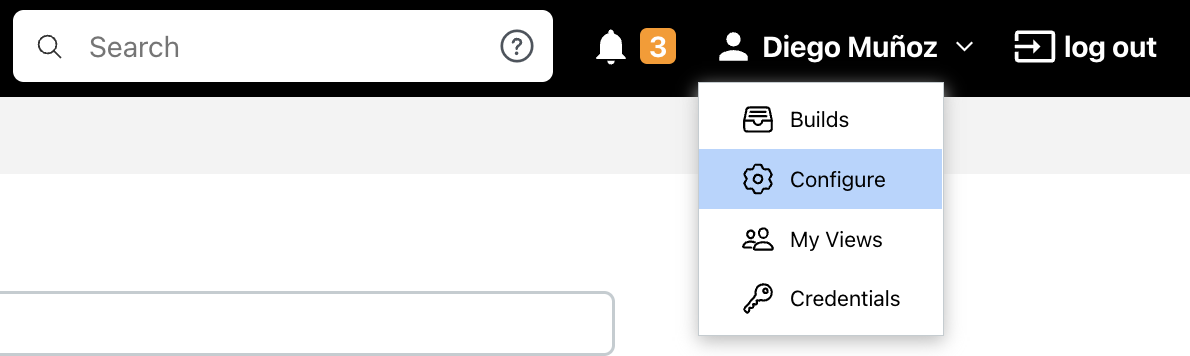 Search
?
3
Diego Muñoz
log out
Builds
Configure
My Views
Credentials